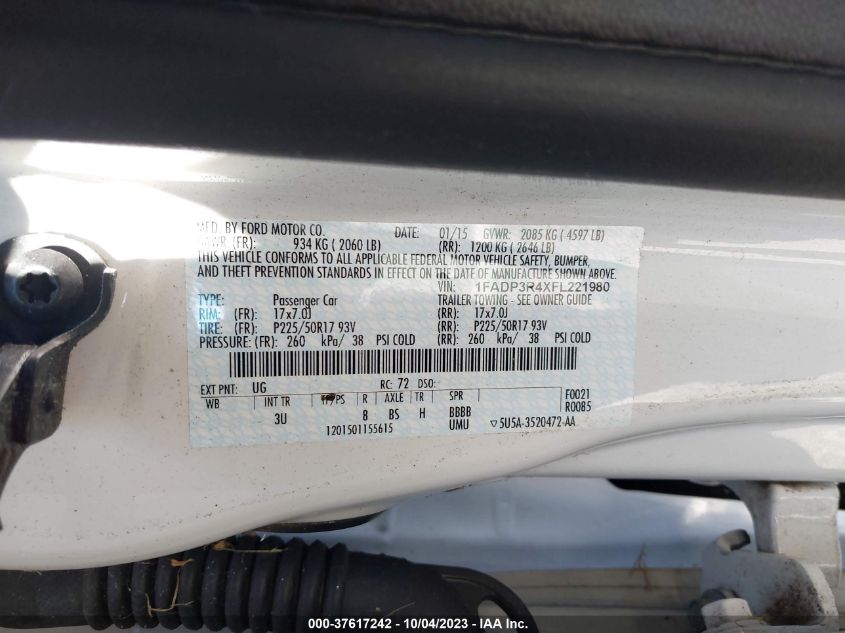 MFD. BY FORD MOTOR CO. DATE: 01/15 GVWR: 2085 KG ( 4597 LB)
(FR): 934 KG ( 2060 LB) (RR): 1200 KG ( 2646 LB)
THIS VEHICLE CONFORMS TO ALL APPLICABLE FEDERAL MOTOR VEHICLE SAFETY, BUMPER,
AND THEFT PREVENTION STANDARDS IN EFFECT ON THE DATE OF MANUFACTURE SHOWN ABOVE.
VIN: 1FADP3R4XFL221980
TYPE: Passenger Car TRAILER TOWING - SEE OWNER GUIDE
RIM: (FR): 17x7.0J (RR): 17x7.0J
TIRE: (FR): P225/50R17 93V (RR): P225/50R17 93V
PRESSURE: (FR): 260 kPa/ 38 PSI COLD (RR): 260 kPa/ 38 PSI COLD
EXT PNT: UG RC: 72 DSO:
WB INT TR TP/PS R AXLE TR SPR F0021
3U 8 BS H BBBB R0085
1201501155615 UMU ▽5U5A-3520472-AA
000-37617242 - 10/04/2023 - IAA Inc.